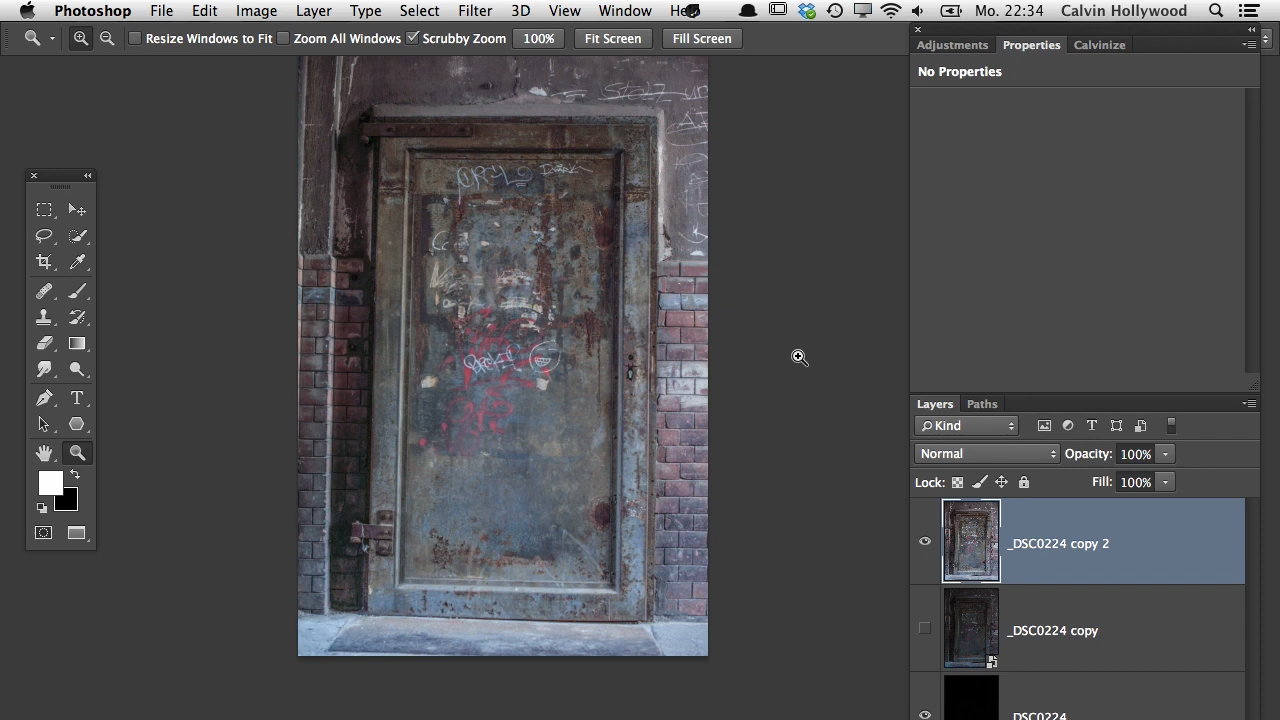 Photoshop File Edit Image Layer Type Select Filter 3D View Window Mo. 22:34 Calvin Hollywood
Resize Windows to Fit Zoom All Windows Scrubby Zoom 100% Fit Screen Fill Screen
Adjustments Properties Calvinize
No Properties
Layers Paths
Kind
Normal Opacity: 100%
Lock: Fill: 100%
_DSC0224 copy 2
_DSC0224 copy
_DSC0224